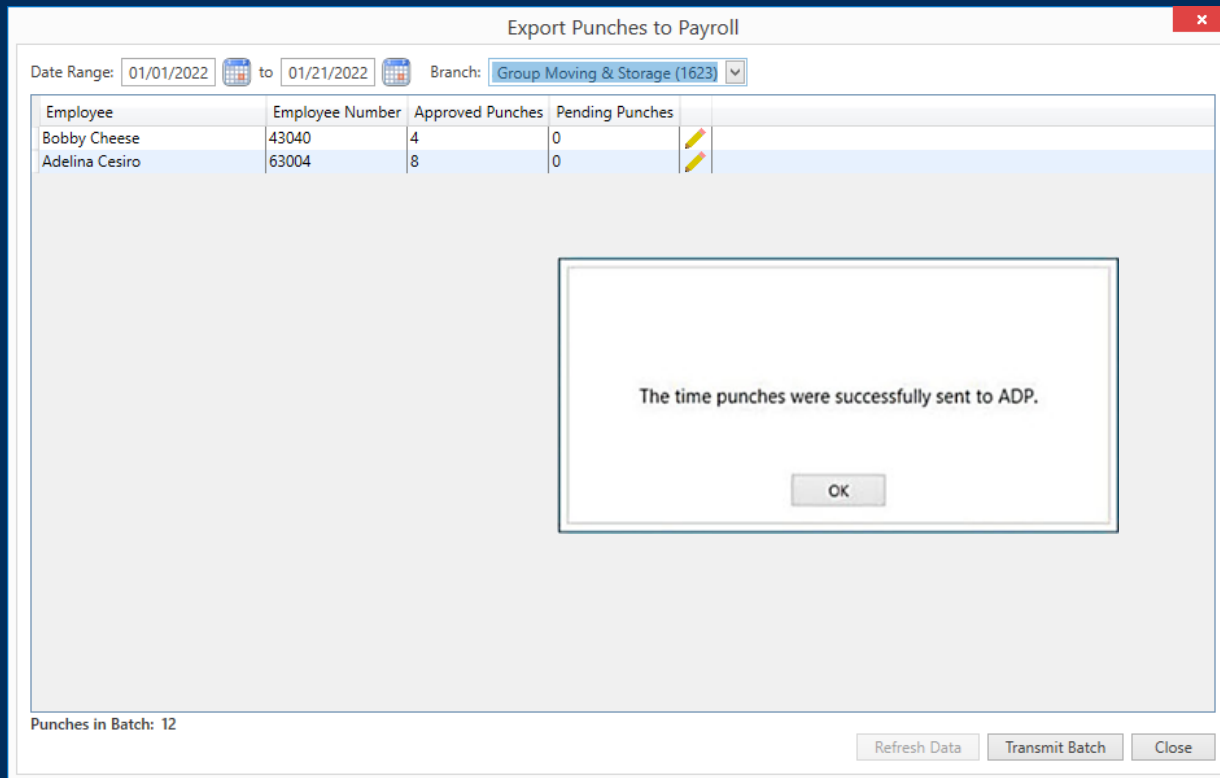 Export Punches to Payroll
Date Range: 01/01/2022 to 01/21/2022 Branch: Group Moving & Storage (1623)
Employee Employee Number Approved Punches Pending Punches
Bobby Cheese 43040 4 0
Adelina Cesiro 63004 8 0
The time punches were successfully sent to ADP.
OK
Punches in Batch: 12
Refresh Data Transmit Batch Close